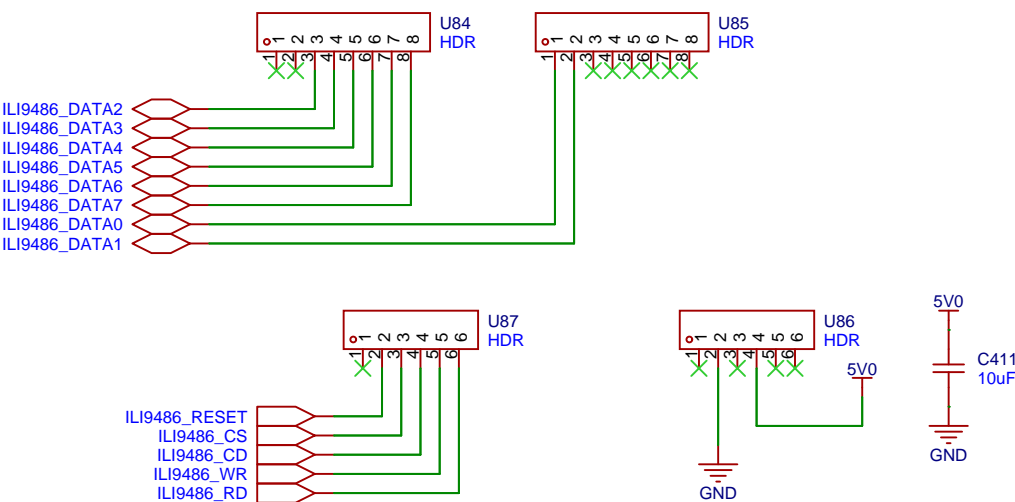 U84
HDR
1 2 3 4 5 6 7 8
1 2 3 4 5 6 7 8
U85
HDR
1 2 3 4 5 6 7 8
1 2 3 4 5 6 7 8
ILI9486_DATA2
ILI9486_DATA3
ILI9486_DATA4
ILI9486_DATA5
ILI9486_DATA6
ILI9486_DATA7
ILI9486_DATA0
ILI9486_DATA1
U87
HDR
1 2 3 4 5 6
1 2 3 4 5 6
ILI9486_RESET
ILI9486_CS
ILI9486_CD
ILI9486_WR
ILI9486_RD
U86
HDR
1 2 3 4 5 6
1 2 3 4 5 6
5V0
GND
5V0
C411
10uF
GND